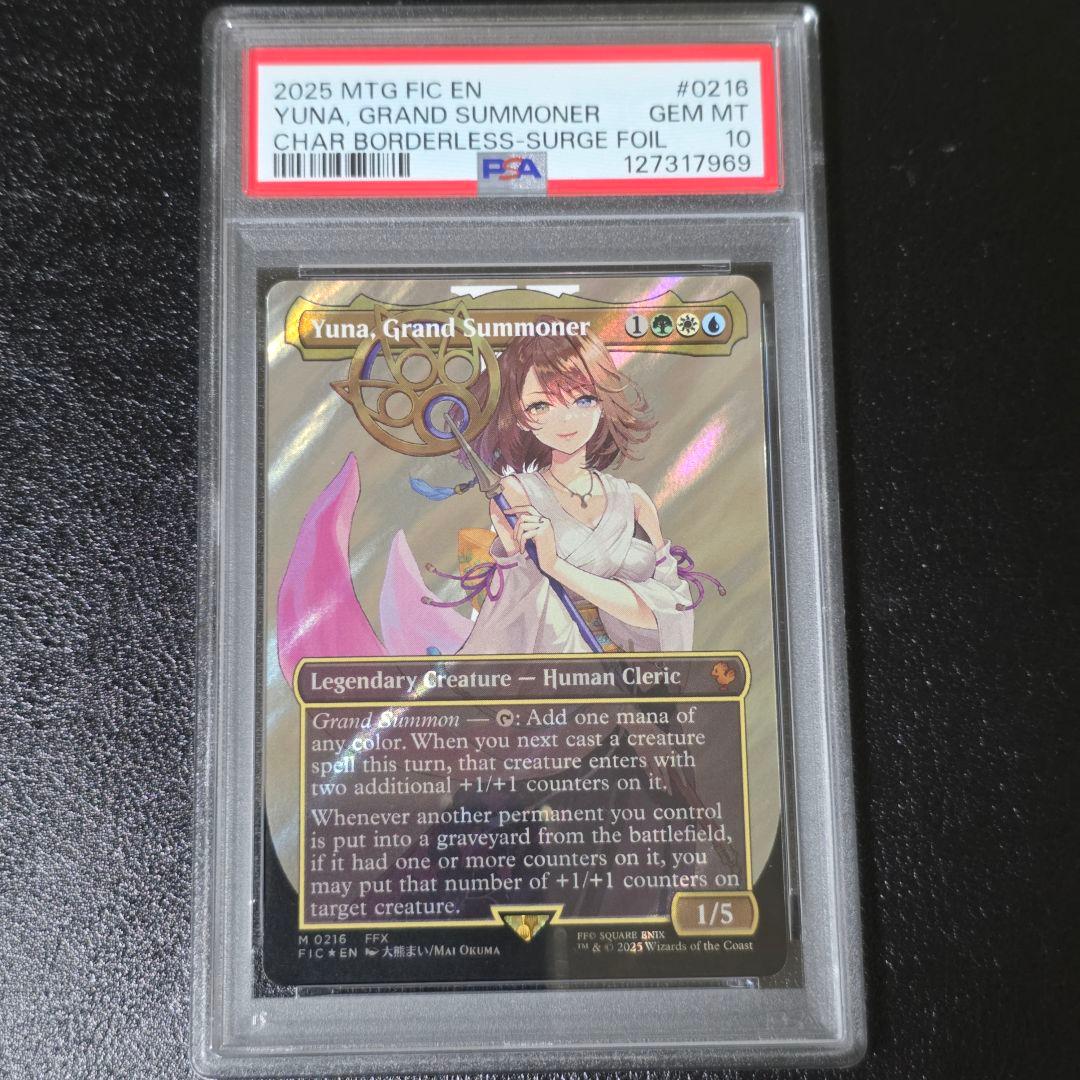 2025 MTG FIC EN #0216
YUNA, GRAND SUMMONER GEM MT
CHAR BORDERLESS-SURGE FOIL 10
PSA 127317969
Yuna, Grand Summoner 1
Legendary Creature — Human Cleric
Grand Summon — : Add one mana of
any color. When you next cast a creature
spell this turn, that creature enters with
two additional +1/+1 counters on it.
Whenever another permanent you control
is put into a graveyard from the battlefield,
if it had one or more counters on it, you
may put that number of +1/+1 counters on
target creature.
1/5
M 0216 FFX
FIC★EN 大熊まい/MAI OKUMA
FF© SQUARE ENIX
™ & © 2025 Wizards of the Coast